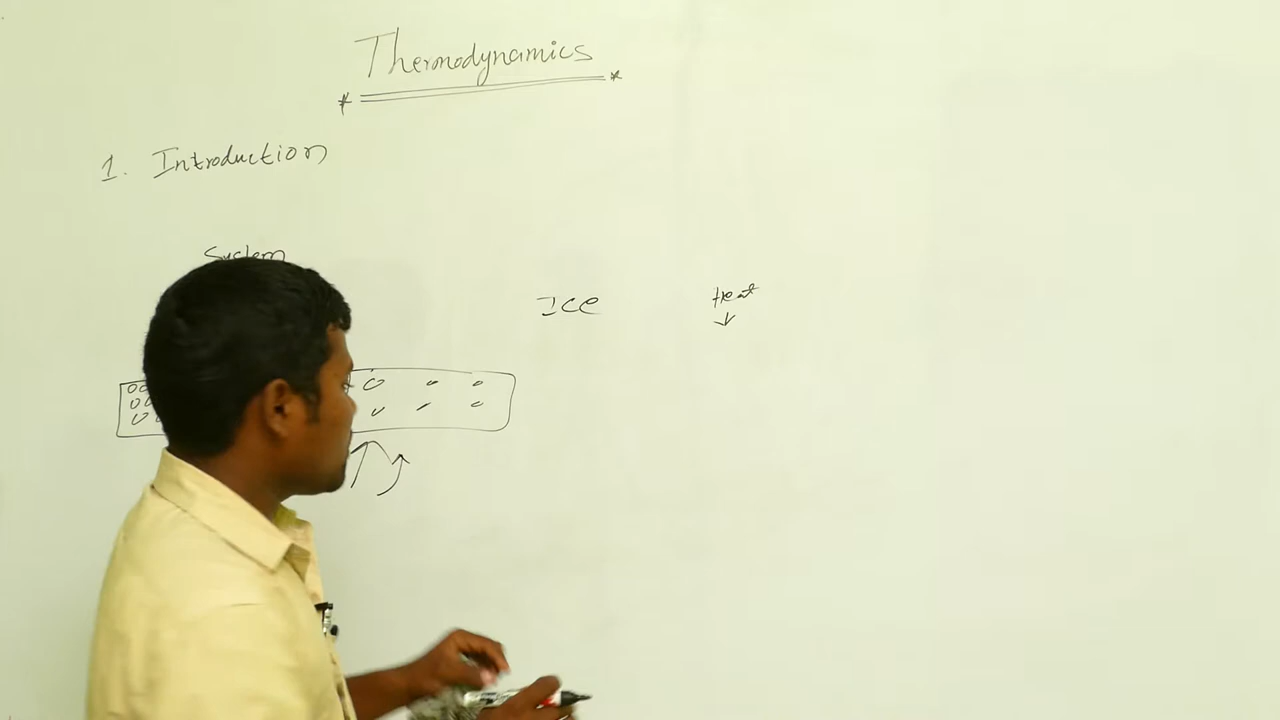 Thermodynamics
1. Introduction
System
ICe
Heat